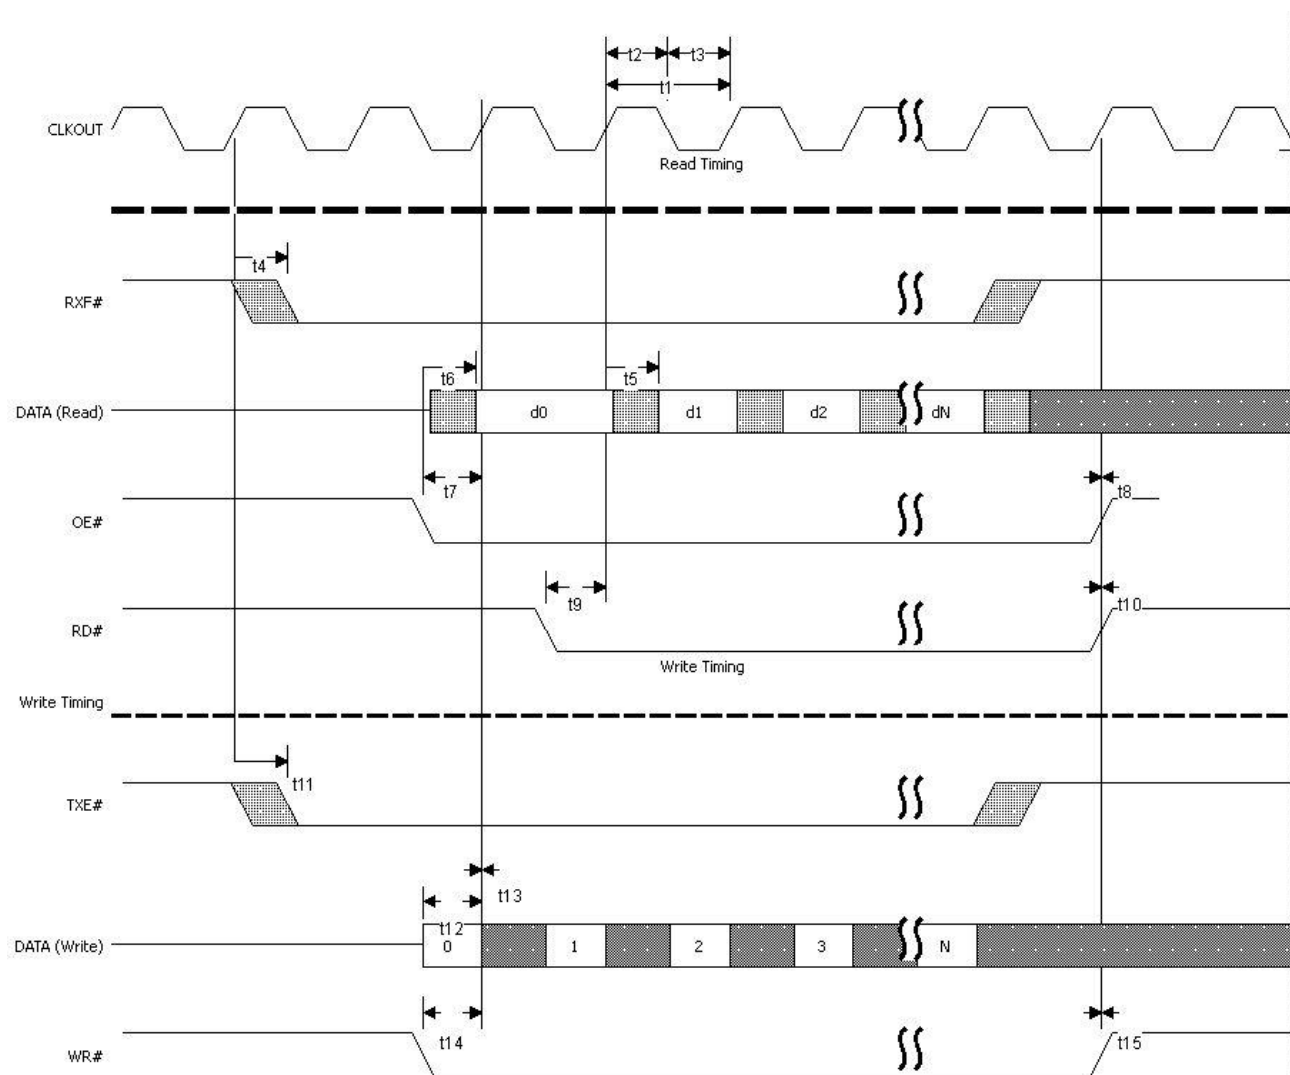 t2 t3
t1
CLKOUT
Read Timing
t4
RXF#
t6 t5
DATA (Read) d0 d1 d2 dN
t7 t8
OE#
t9 t10
RD#
Write Timing
Write Timing
t11
TXE#
t13
t12
DATA (Write) 0 1 2 3 N
t14 t15
WR#